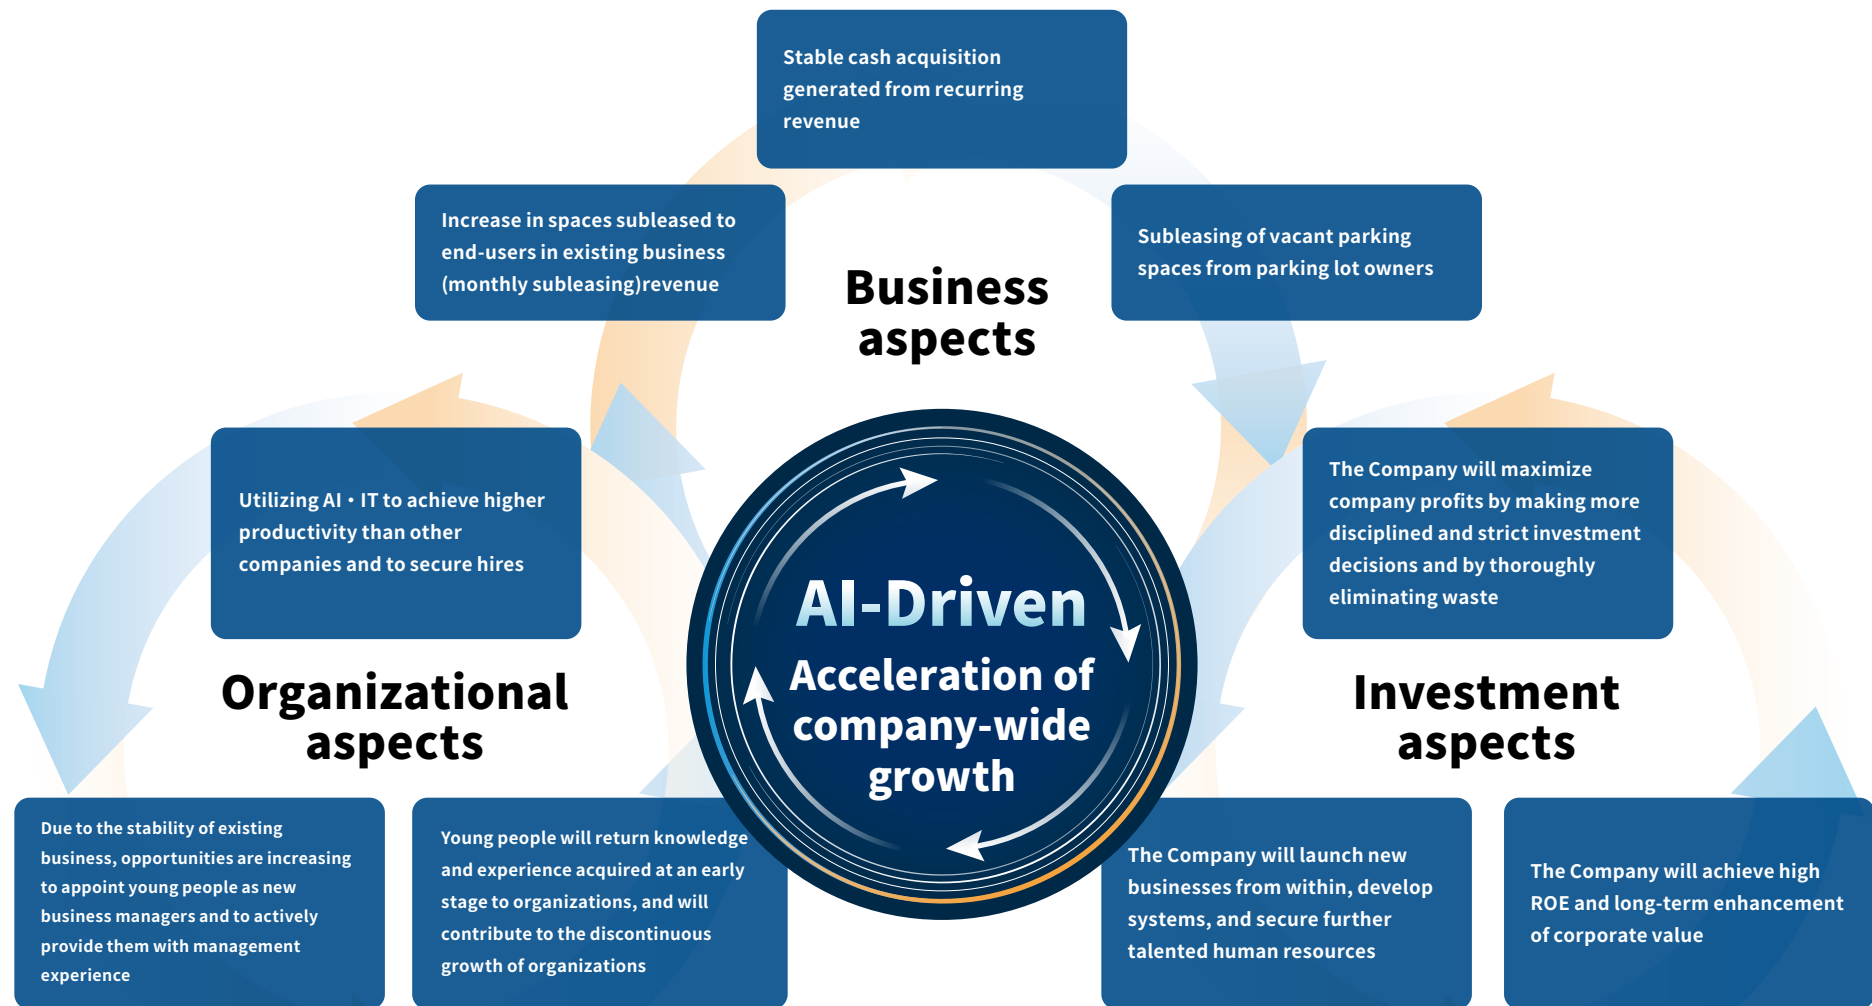 Stable cash acquisition
generated from recurring
revenue
Increase in spaces subleased to
end-users in existing business
(monthly subleasing)revenue
Subleasing of vacant parking
spaces from parking lot owners
Business
aspects
Utilizing AI・IT to achieve higher
productivity than other
companies and to secure hires
The Company will maximize
company profits by making more
disciplined and strict investment
decisions and by thoroughly
eliminating waste
AI-Driven
Acceleration of
company-wide
growth
Organizational
aspects
Investment
aspects
Due to the stability of existing
business, opportunities are increasing
to appoint young people as new
business managers and to actively
provide them with management
experience
Young people will return knowledge
and experience acquired at an early
stage to organizations, and will
contribute to the discontinuous
growth of organizations
The Company will launch new
businesses from within, develop
systems, and secure further
talented human resources
The Company will achieve high
ROE and long-term enhancement
of corporate value